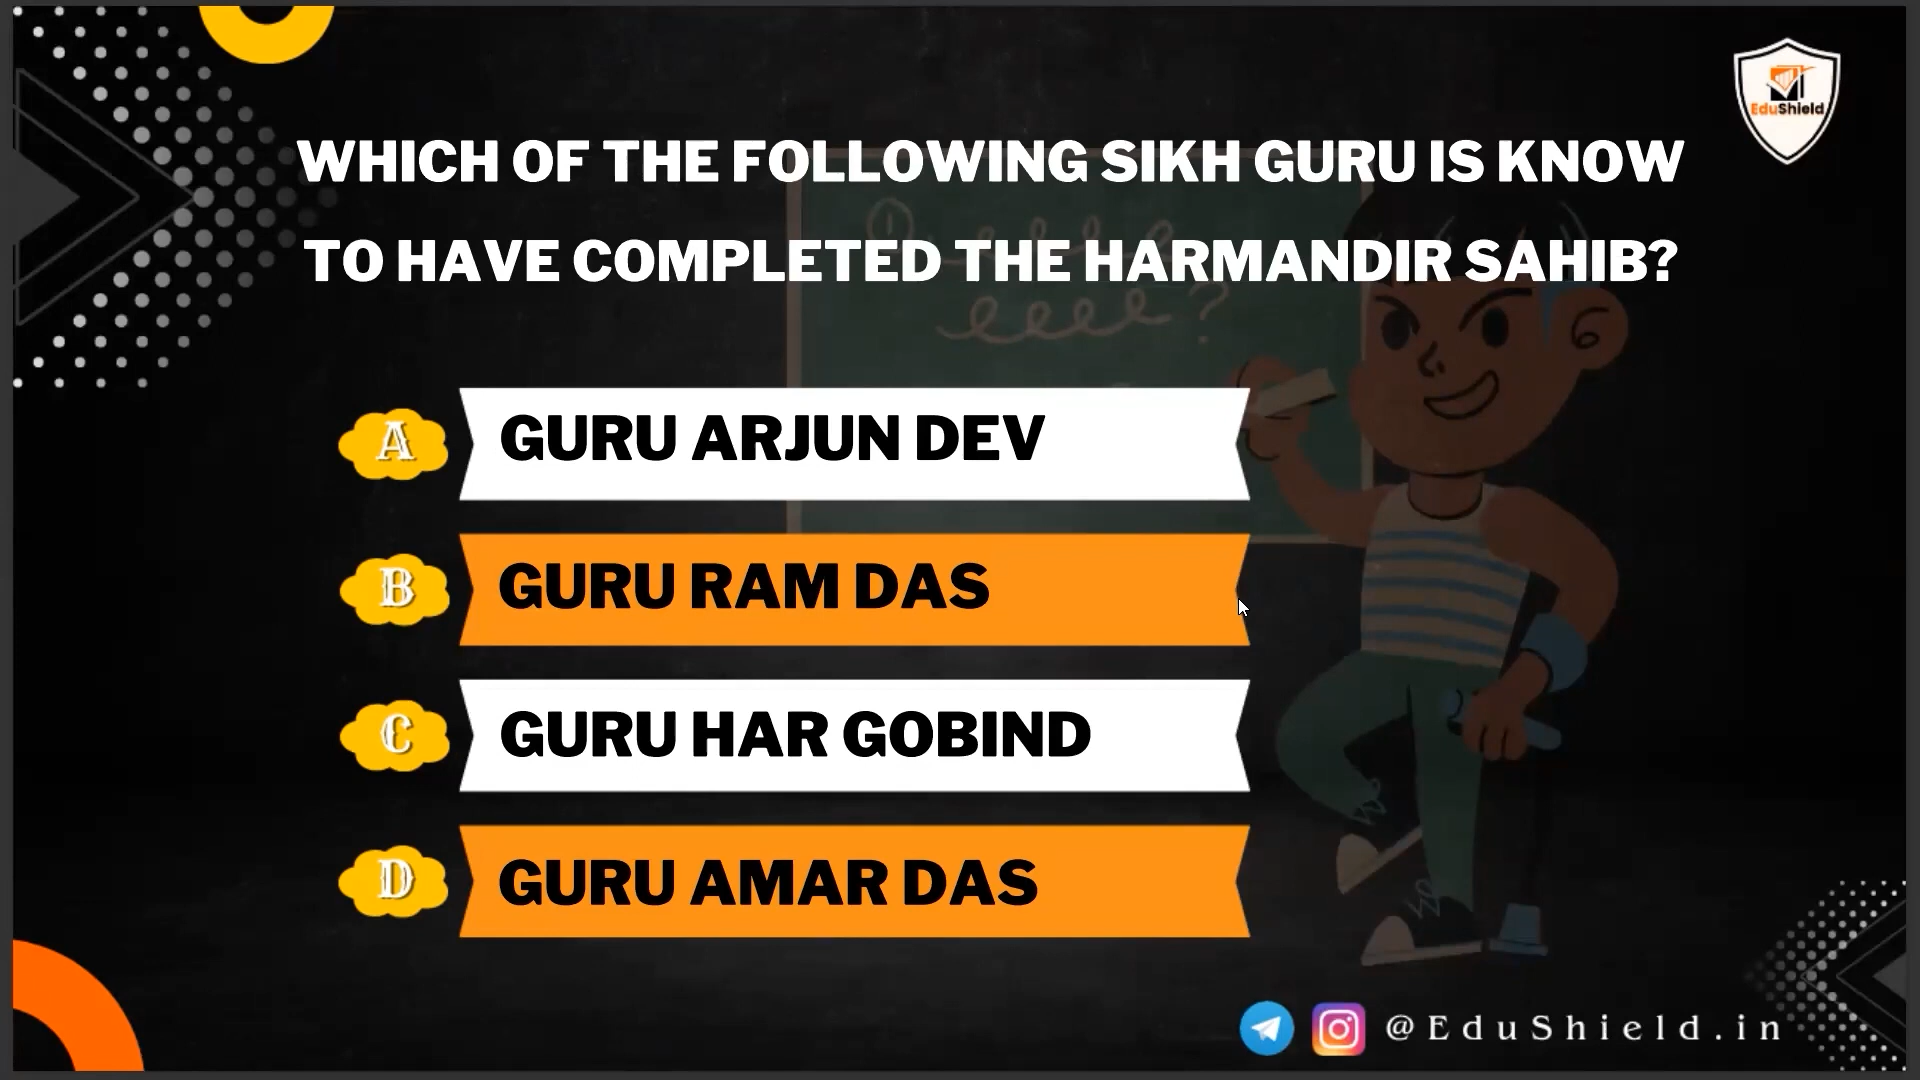 EduShield
WHICH OF THE FOLLOWING SIKH GURU IS KNOW
TO HAVE COMPLETED THE HARMANDIR SAHIB?
A GURU ARJUN DEV
B GURU RAM DAS
C GURU HAR GOBIND
D GURU AMAR DAS
@EduShield.in